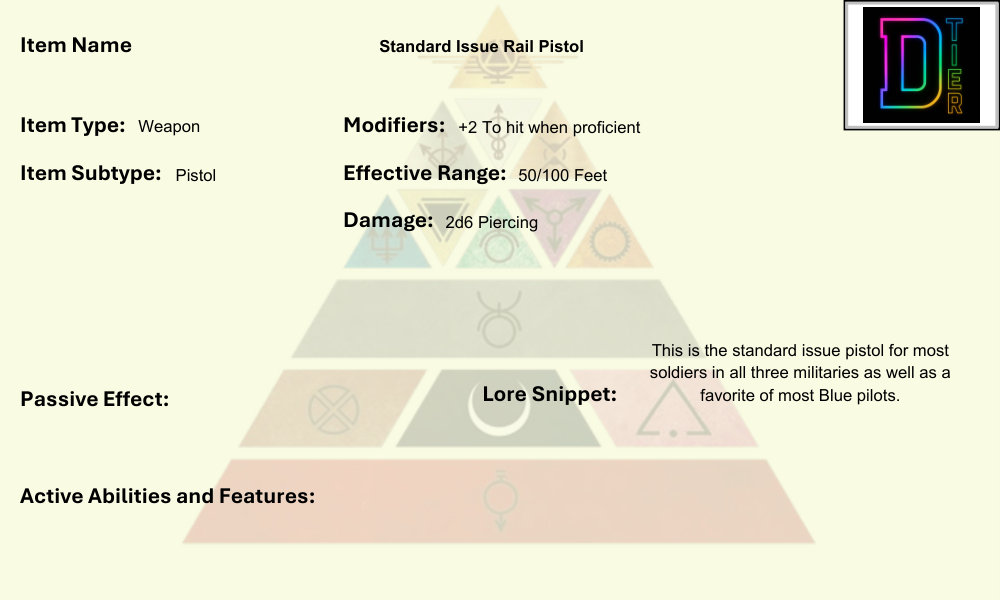 Item Name
Standard Issue Rail Pistol
D TIER
Item Type: Weapon
Modifiers: +2 To hit when proficient
Item Subtype: Pistol
Effective Range: 50/100 Feet
Damage: 2d6 Piercing
Passive Effect:
Lore Snippet:
This is the standard issue pistol for most
soldiers in all three militaries as well as a
favorite of most Blue pilots.
Active Abilities and Features: